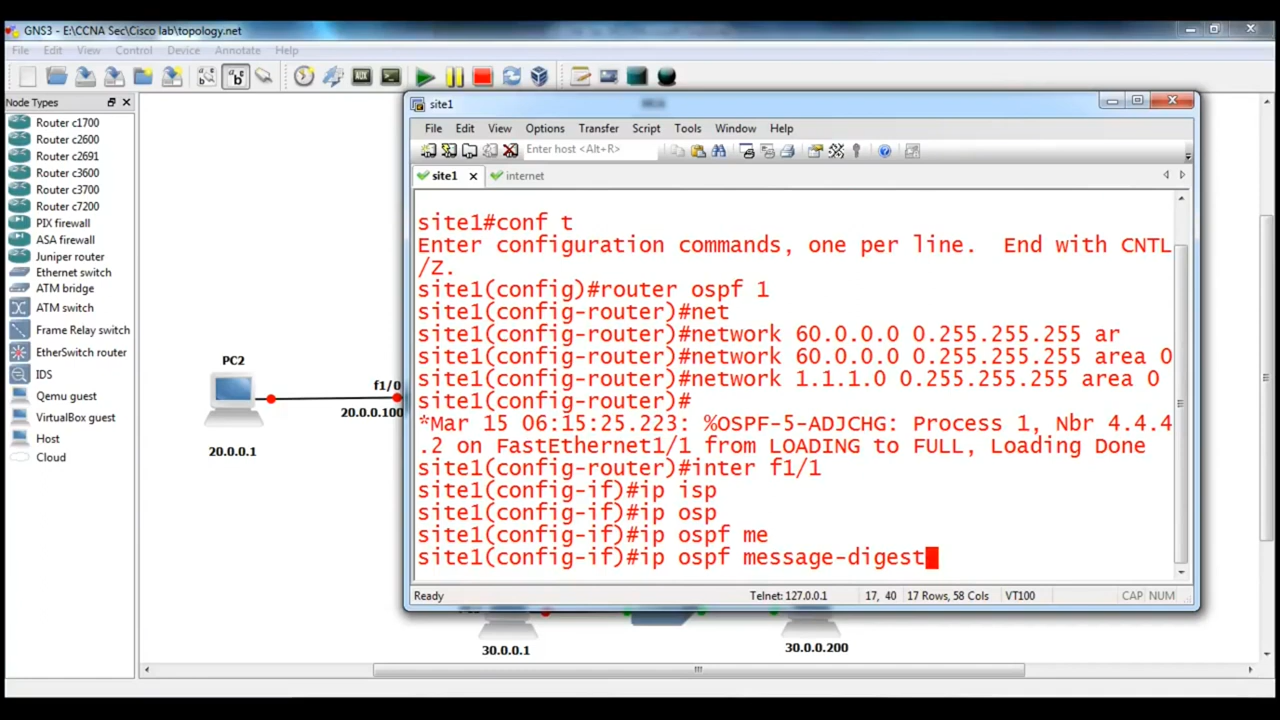 GNS3 - E:\CCNA Sec\Cisco lab\topology.net
File Edit View Control Device Annotate Help
Node Types
Router c1700
Router c2600
Router c2691
Router c3600
Router c3700
Router c7200
PIX firewall
ASA firewall
Juniper router
Ethernet switch
ATM bridge
ATM switch
Frame Relay switch
EtherSwitch router
IDS
Qemu guest
VirtualBox guest
Host
Cloud
PC2
f1/0
20.0.0.100
20.0.0.1
site1
File Edit View Options Transfer Script Tools Window Help
Enter host <Alt+R>
site1 internet
site1#conf t
Enter configuration commands, one per line.  End with CNTL
/Z.
site1(config)#router ospf 1
site1(config-router)#net
site1(config-router)#network 60.0.0.0 0.255.255.255 ar
site1(config-router)#network 60.0.0.0 0.255.255.255 area 0
site1(config-router)#network 1.1.1.0 0.255.255.255 area 0
site1(config-router)#
*Mar 15 06:15:25.223: %OSPF-5-ADJCHG: Process 1, Nbr 4.4.4
.2 on FastEthernet1/1 from LOADING to FULL, Loading Done
site1(config-router)#inter f1/1
site1(config-if)#ip isp
site1(config-if)#ip osp
site1(config-if)#ip ospf me
site1(config-if)#ip ospf message-digest
Ready Telnet: 127.0.0.1 17, 40 17 Rows, 58 Cols VT100 CAP NUM
30.0.0.1
30.0.0.200